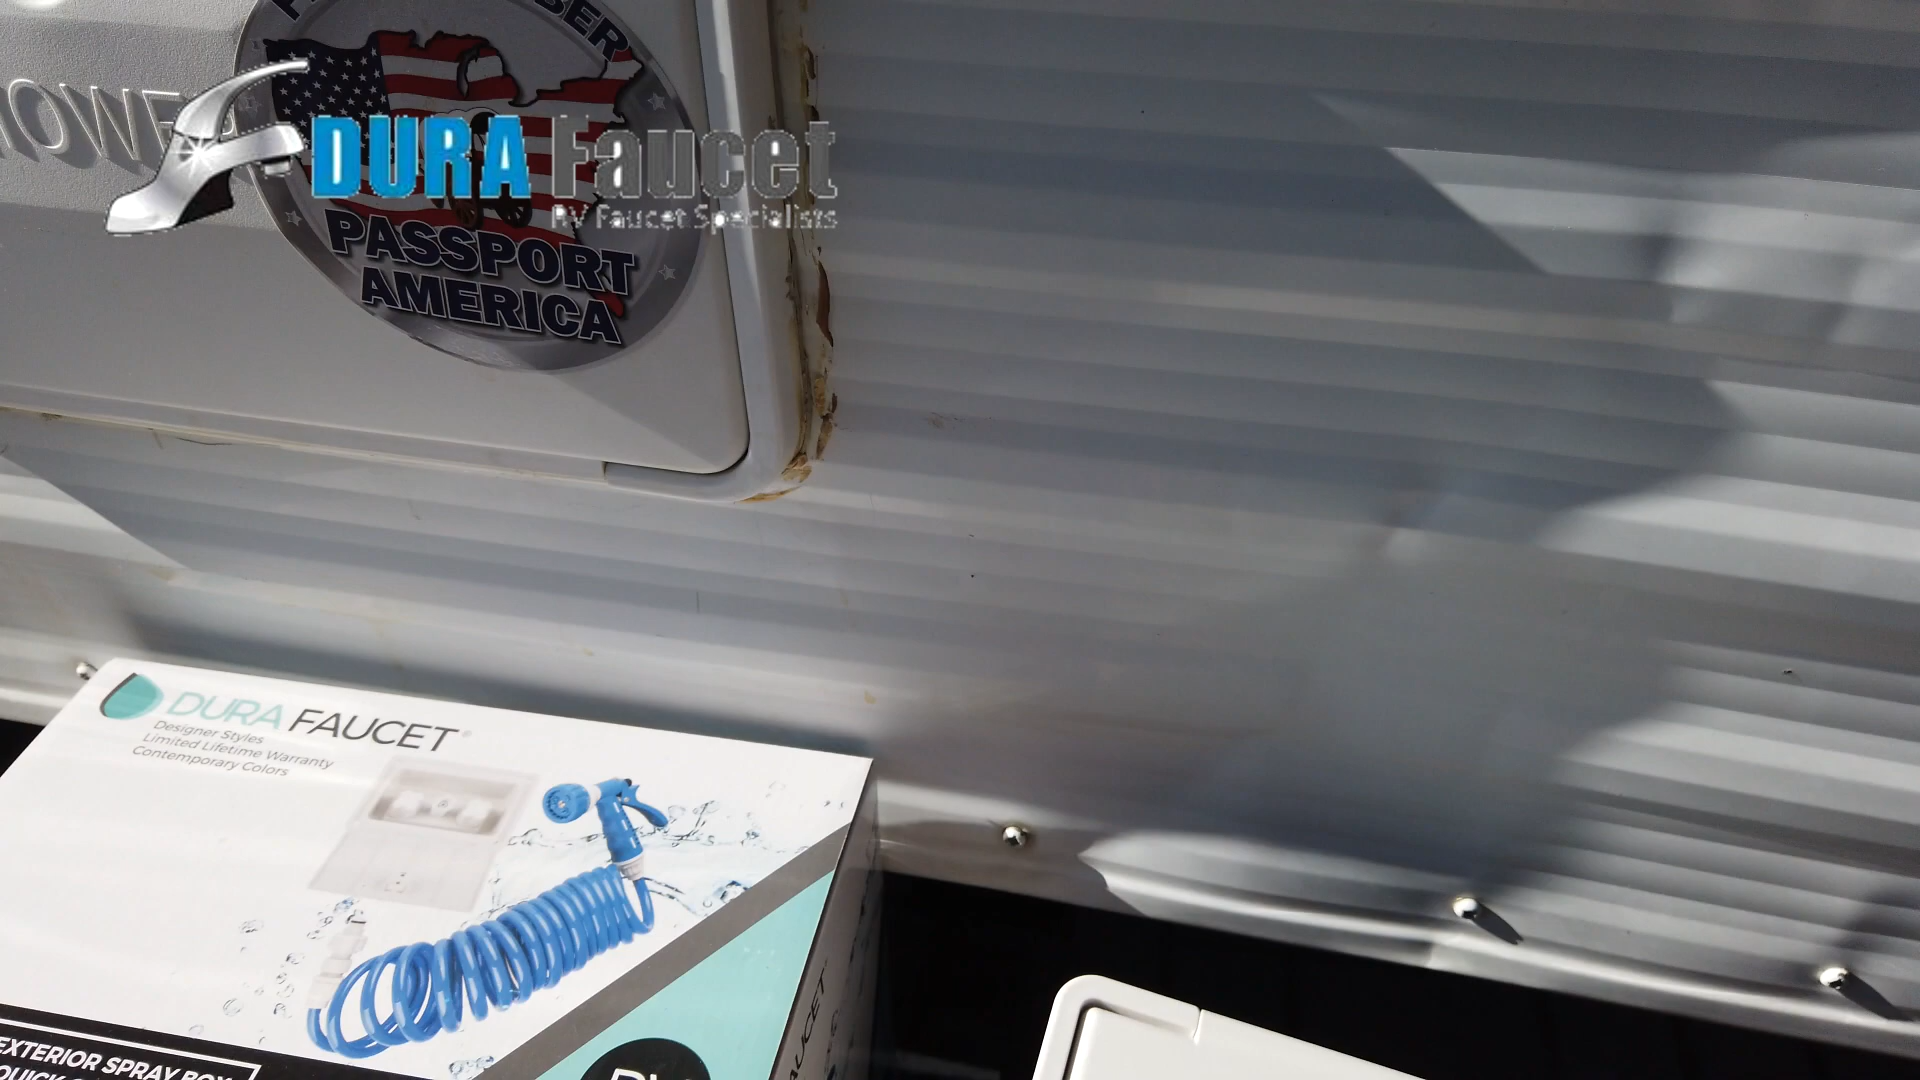 DURA Faucet
RV Faucet Specialists
PASSPORT
AMERICA
DURA FAUCET®
Designer Styles
Limited Lifetime Warranty
Contemporary Colors
EXTERIOR SPRAY BOX